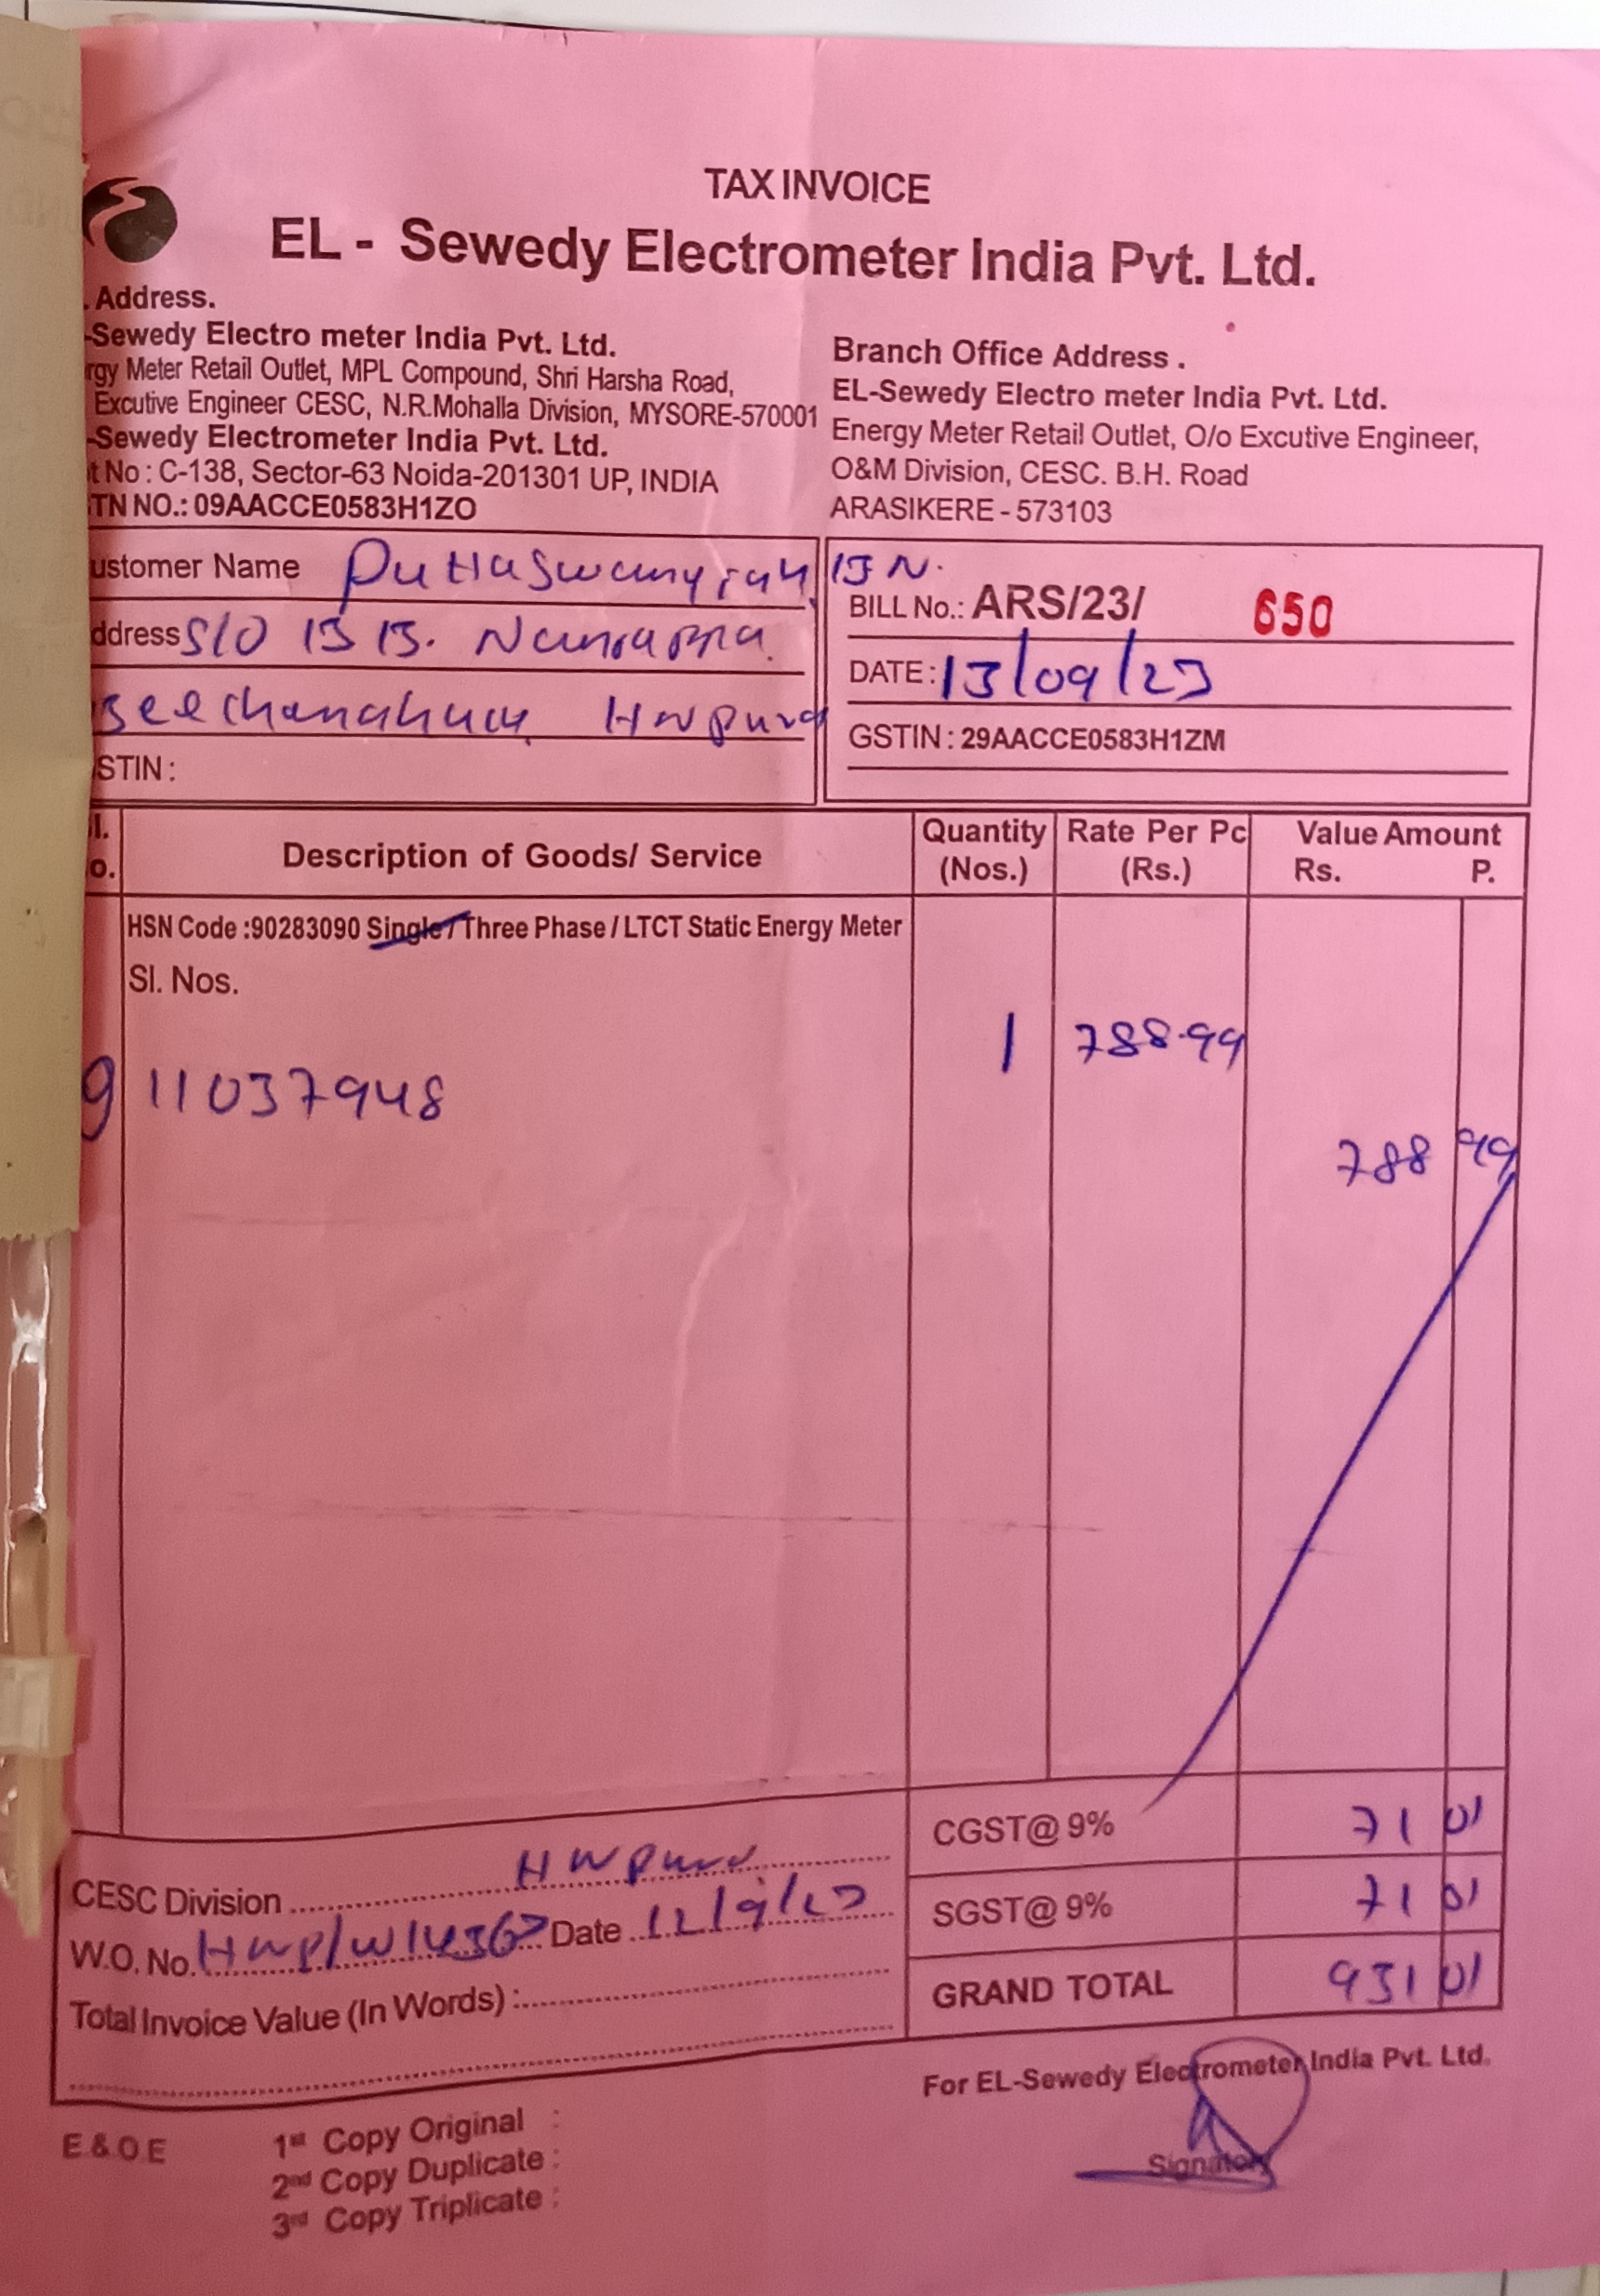 TAX INVOICE
EL - Sewedy Electrometer India Pvt. Ltd.
. Address.
-Sewedy Electro meter India Pvt. Ltd.
rgy Meter Retail Outlet, MPL Compound, Shri Harsha Road,
Excutive Engineer CESC, N.R.Mohalla Division, MYSORE-570001
-Sewedy Electrometer India Pvt. Ltd.
t No : C-138, Sector-63 Noida-201301 UP, INDIA
TN NO.: 09AACCE0583H1ZO
Branch Office Address .
EL-Sewedy Electro meter India Pvt. Ltd.
Energy Meter Retail Outlet, O/o Excutive Engineer,
O&M Division, CESC. B.H. Road
ARASIKERE - 573103
ustomer Name Puttaswamyiah B N.
ddress S/O B B.
HNpura
STIN :
BILL No.: ARS/23/ 650
DATE : 13/09/23
GSTIN : 29AACCE0583H1ZM
l. o. Description of Goods/ Service Quantity (Nos.) Rate Per Pc (Rs.) Value Amount Rs. P.
HSN Code :90283090 Single / Three Phase / LTCT Static Energy Meter
Sl. Nos.
1 788.99
9 11037948
788 99
CGST@ 9% 71 01
SGST@ 9% 71 01
GRAND TOTAL 931 01
CESC Division HNpura
W.O. No. Date 12/9/23
Total Invoice Value (In Words) :
For EL-Sewedy Electrometer India Pvt. Ltd.
Signatory
E & O E
1st Copy Original :
2nd Copy Duplicate :
3rd Copy Triplicate :